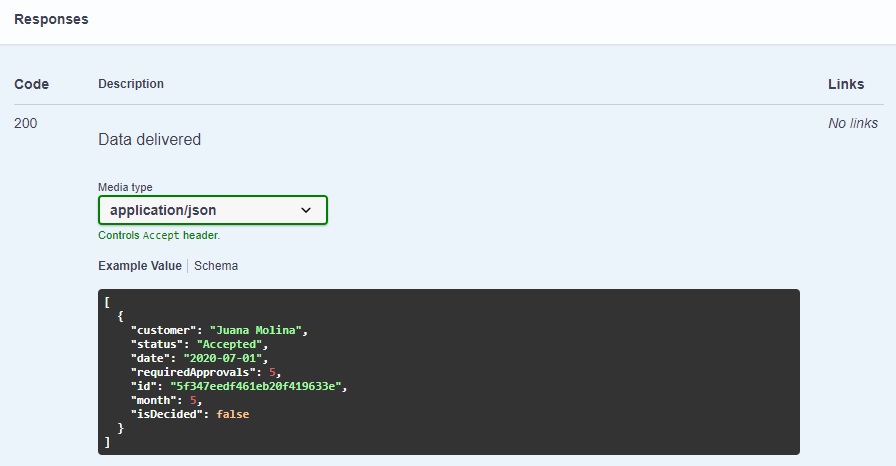 Responses
Code Description Links
200 Data delivered No links
Media type
application/json
Controls Accept header.
Example Value Schema
[
{
"customer": "Juana Molina",
"status": "Accepted",
"date": "2020-07-01",
"requiredApprovals": 5,
"id": "5f347eedf461eb20f419633e",
"month": 5,
"isDecided": false
}
]